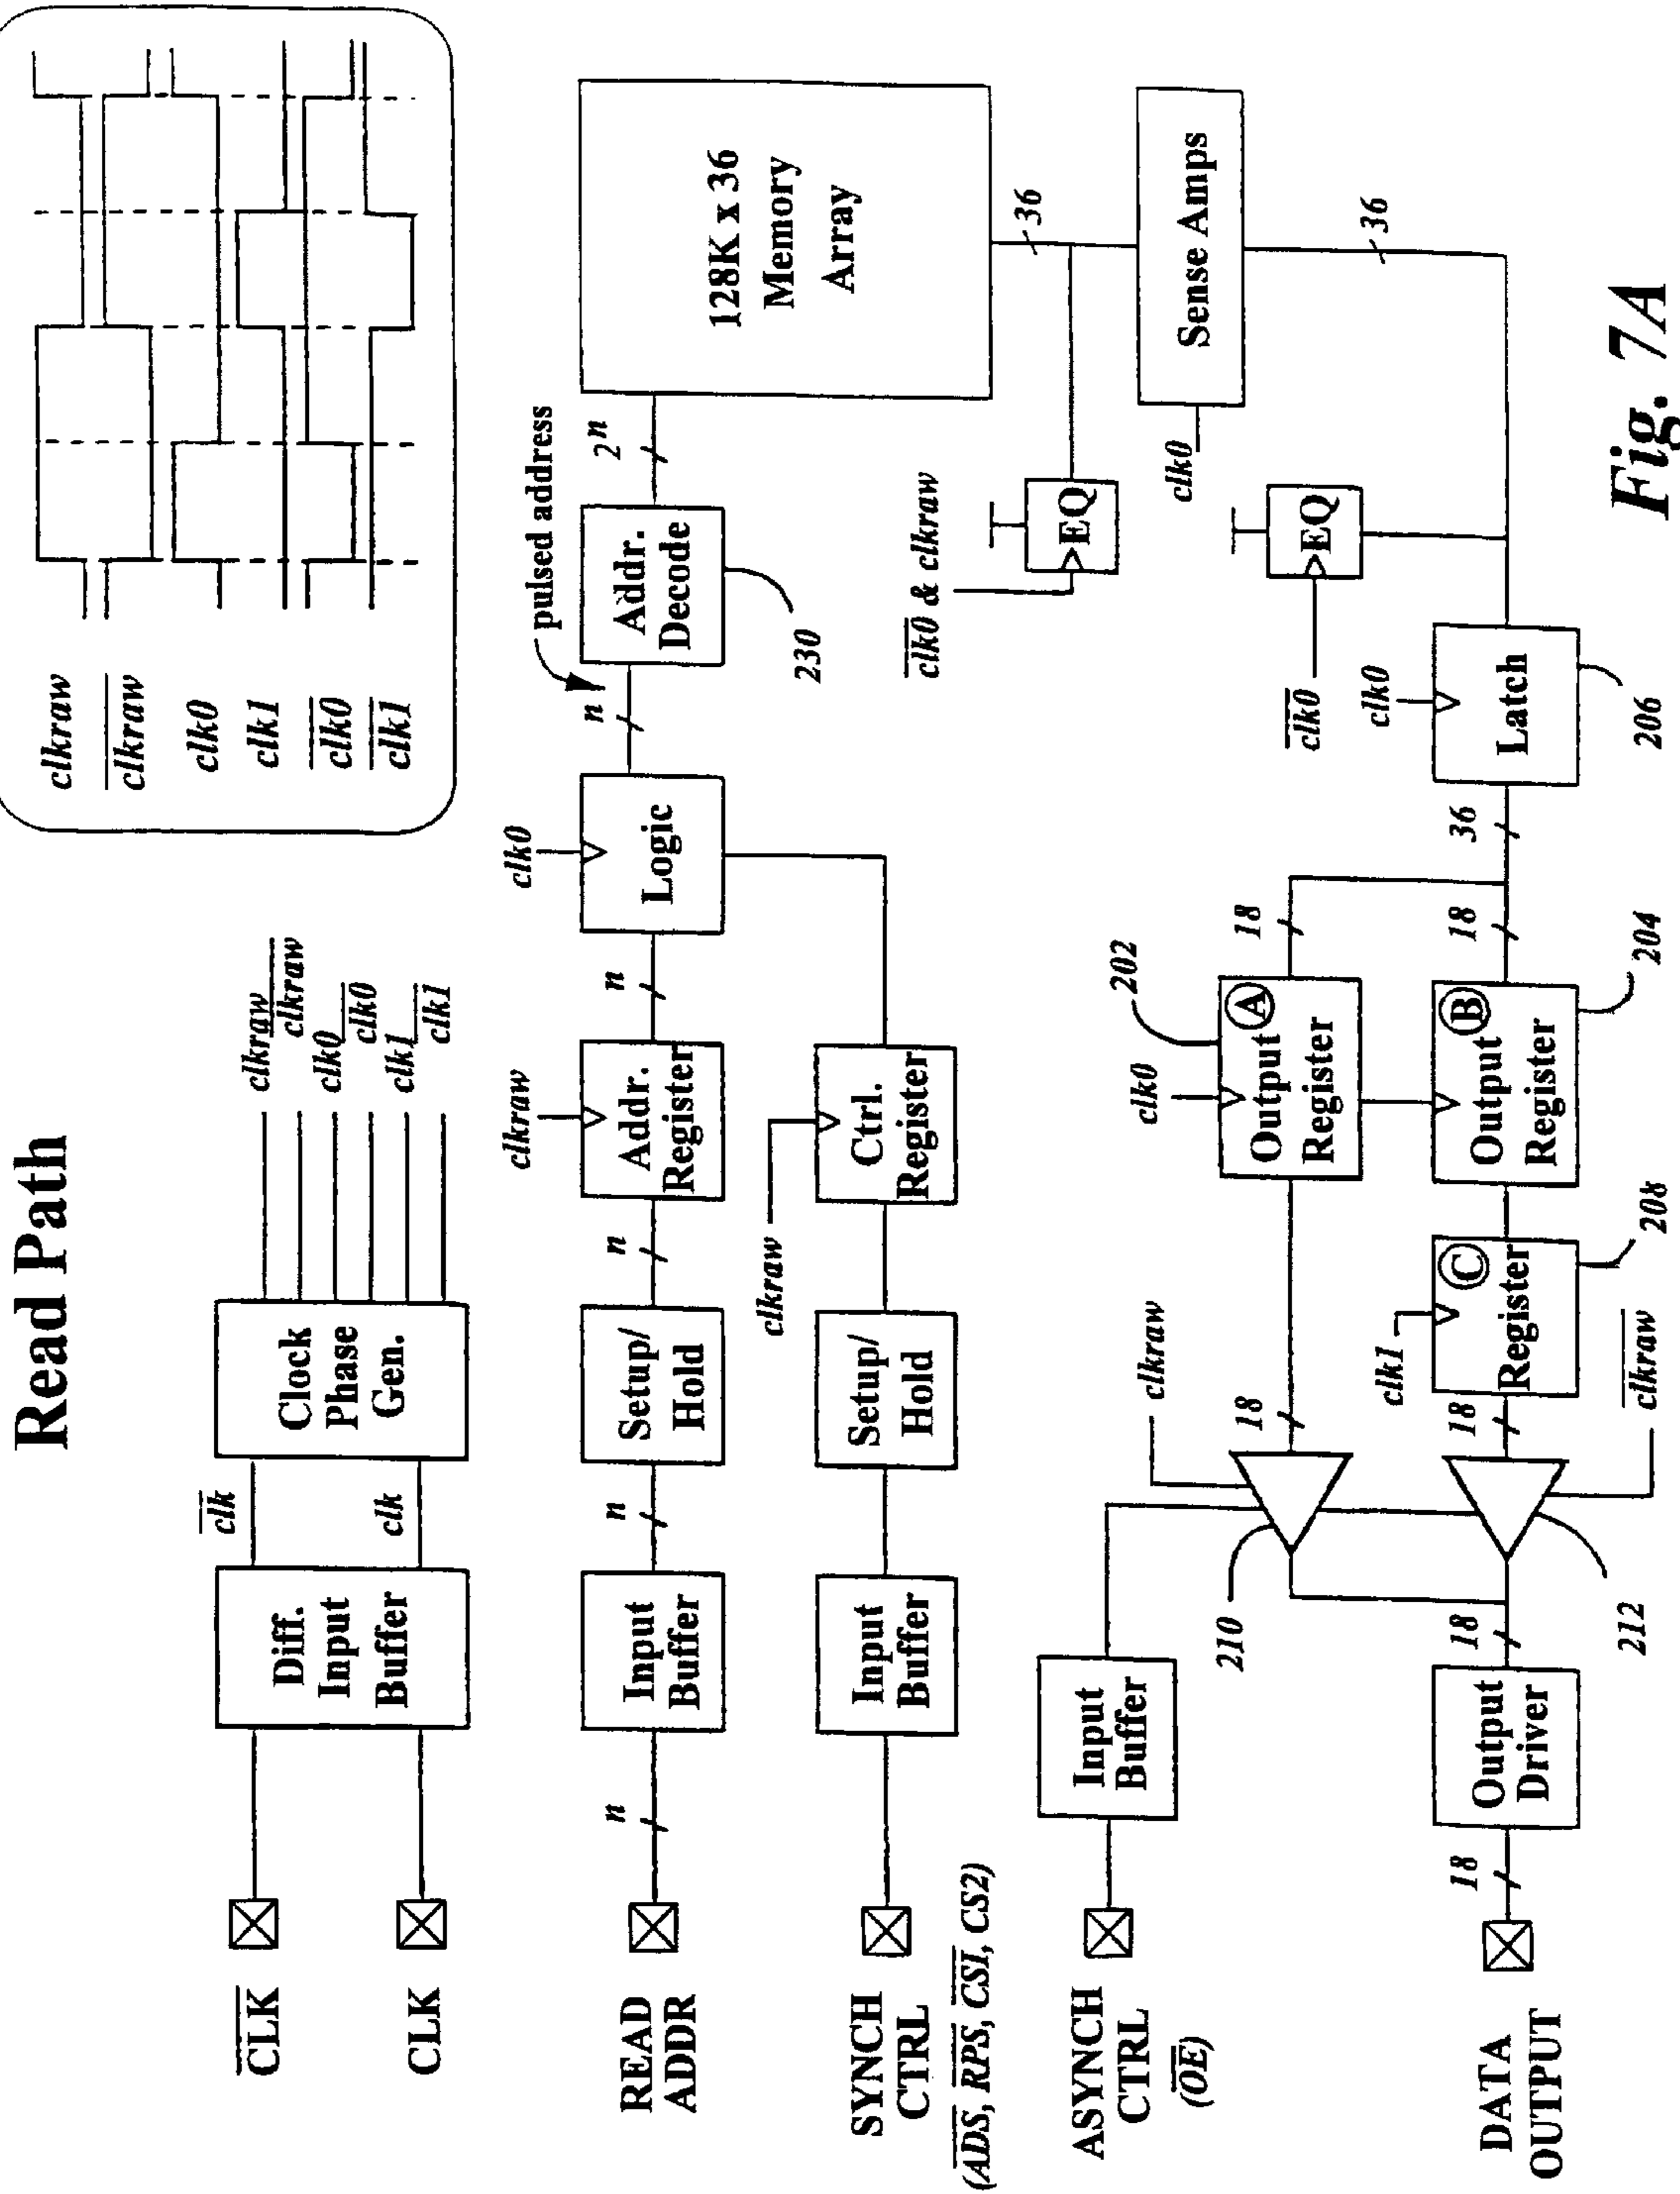 Read Path
CLK
CLK
Diff.
Input
Buffer
clk
clk
Clock
Phase
Gen.
clkraw
clkraw
clk0
clk0
clk1
clk1
clkraw
clkraw
clk0
clk1
clk0
clk1
READ
ADDR
n
Input
Buffer
n
Setup/
Hold
n
clkraw
Addr.
Register
n
clk0
Logic
n
pulsed address
Addr.
Decode
230
2n
128K x 36
Memory
Array
SYNCH
CTRL
(ADS, RPS, CSI, CS2)
Input
Buffer
Setup/
Hold
clkraw
Ctrl.
Register
clk0 & clkraw
EQ
36
Sense Amps
clk0
36
ASYNCH
CTRL
(OE)
Input
Buffer
210
clkraw
18
clk0
202
A
Output
Register
18
clk0
EQ
DATA
OUTPUT
18
Output
Driver
18
212
clkraw
18
clk1
C
Register
208
B
Output
Register
204
18
36
clk0
Latch
206
Fig. 7A